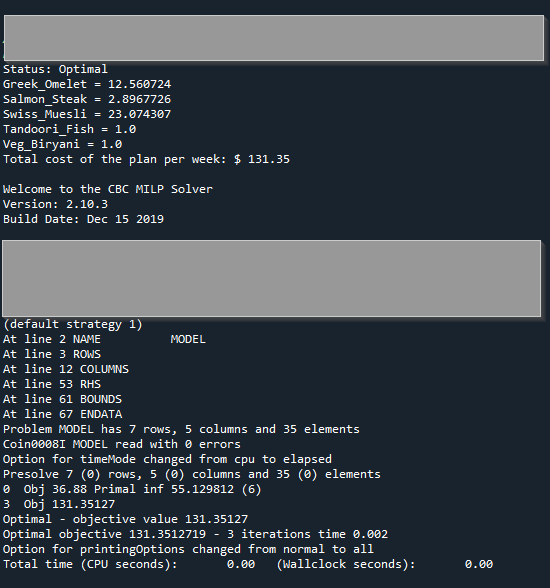 Status: Optimal
Greek_Omelet = 12.560724
Salmon_Steak = 2.8967726
Swiss_Muesli = 23.074307
Tandoori_Fish = 1.0
Veg_Biryani = 1.0
Total cost of the plan per week: $ 131.35
Welcome to the CBC MILP Solver
Version: 2.10.3
Build Date: Dec 15 2019
(default strategy 1)
At line 2 NAME          MODEL
At line 3 ROWS
At line 12 COLUMNS
At line 53 RHS
At line 61 BOUNDS
At line 67 ENDATA
Problem MODEL has 7 rows, 5 columns and 35 elements
Coin0008I MODEL read with 0 errors
Option for timeMode changed from cpu to elapsed
Presolve 7 (0) rows, 5 (0) columns and 35 (0) elements
0  Obj 36.88 Primal inf 55.129812 (6)
3  Obj 131.35127
Optimal - objective value 131.35127
Optimal objective 131.3512719 - 3 iterations time 0.002
Option for printingOptions changed from normal to all
Total time (CPU seconds):       0.00   (Wallclock seconds):       0.00